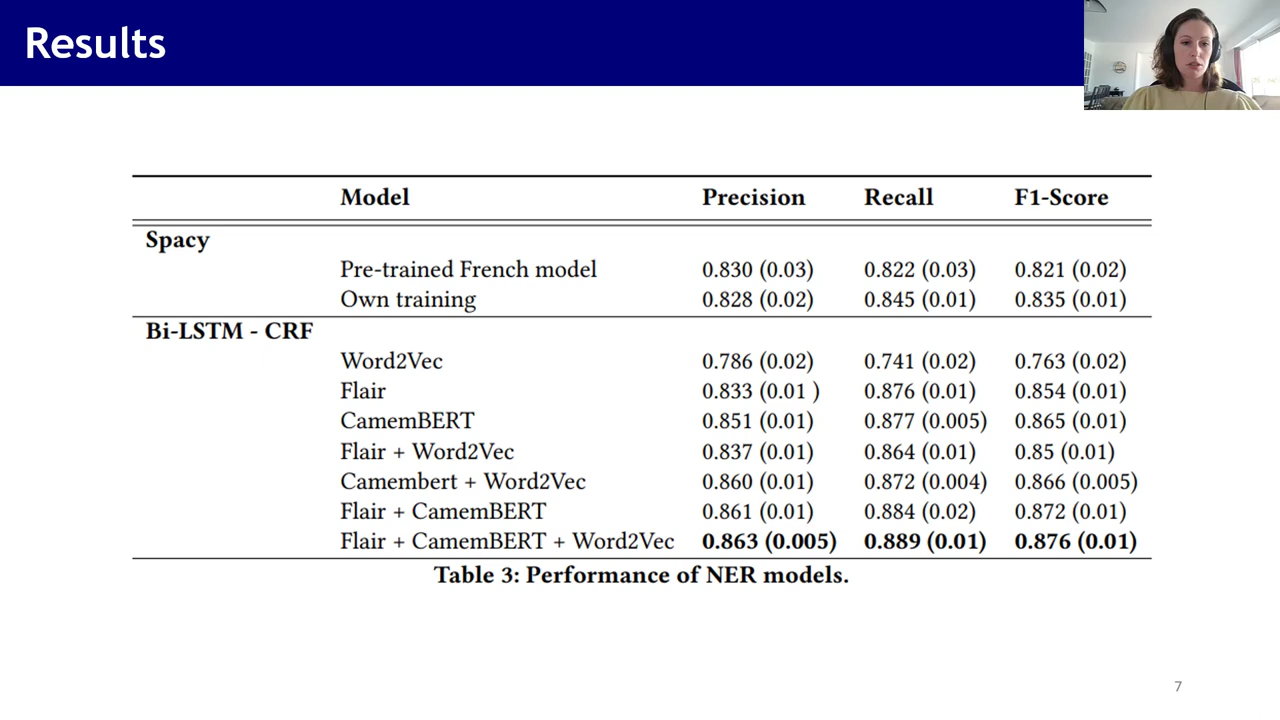 Results
Model Precision Recall F1-Score
Spacy
Pre-trained French model 0.830 (0.03) 0.822 (0.03) 0.821 (0.02)
Own training 0.828 (0.02) 0.845 (0.01) 0.835 (0.01)
Bi-LSTM - CRF
Word2Vec 0.786 (0.02) 0.741 (0.02) 0.763 (0.02)
Flair 0.833 (0.01 ) 0.876 (0.01) 0.854 (0.01)
CamemBERT 0.851 (0.01) 0.877 (0.005) 0.865 (0.01)
Flair + Word2Vec 0.837 (0.01) 0.864 (0.01) 0.85 (0.01)
Camembert + Word2Vec 0.860 (0.01) 0.872 (0.004) 0.866 (0.005)
Flair + CamemBERT 0.861 (0.01) 0.884 (0.02) 0.872 (0.01)
Flair + CamemBERT + Word2Vec 0.863 (0.005) 0.889 (0.01) 0.876 (0.01)
Table 3: Performance of NER models.
7